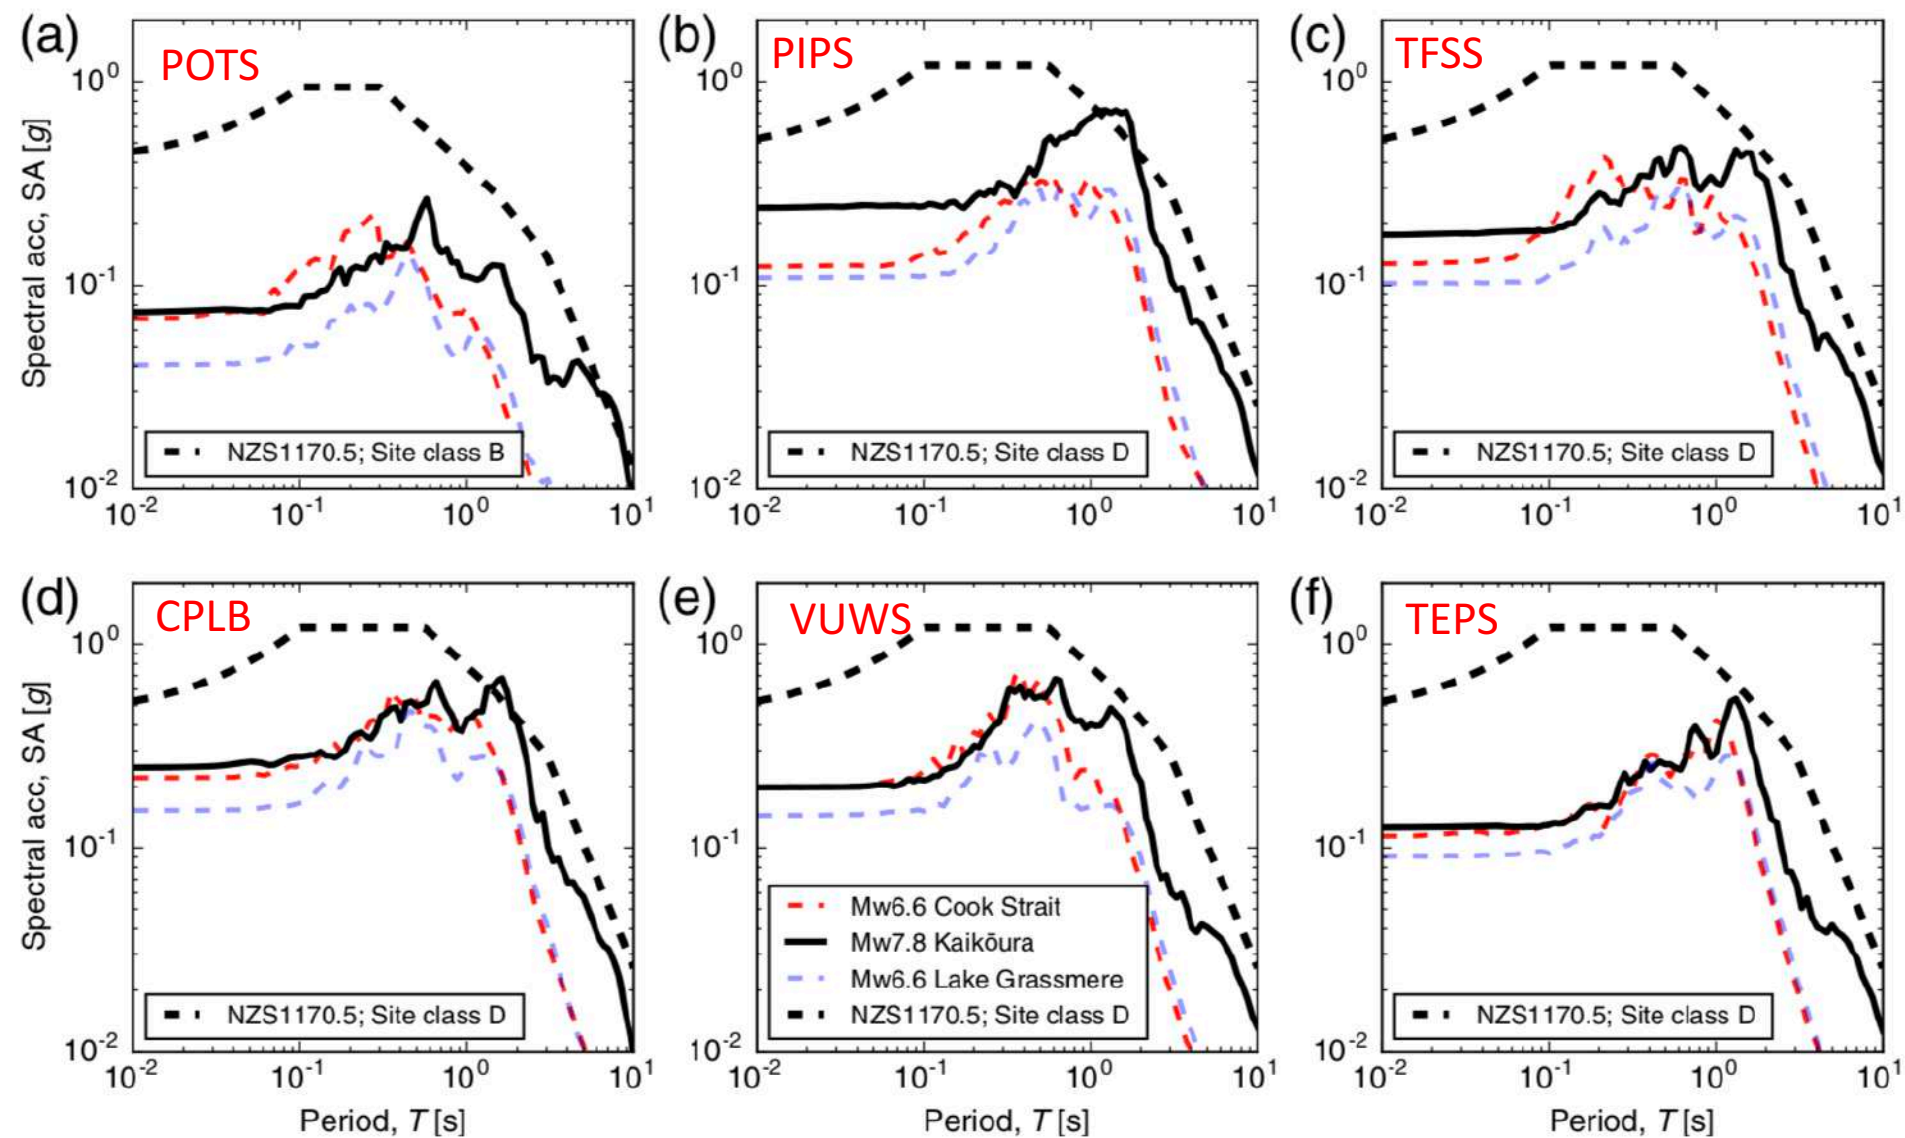 (a) POTS
(b) PIPS
(c) TFSS
Spectral acc, SA [g]
10^0
10^-1
10^-2
NZS1170.5; Site class B
10^-2 10^-1 10^0 10^1
10^0
10^-1
10^-2
NZS1170.5; Site class D
10^-2 10^-1 10^0 10^1
10^0
10^-1
10^-2
NZS1170.5; Site class D
10^-2 10^-1 10^0 10^1
(d) CPLB
(e) VUWS
(f) TEPS
Spectral acc, SA [g]
10^0
10^-1
10^-2
NZS1170.5; Site class D
10^-2 10^-1 10^0 10^1
Period, T [s]
10^0
10^-1
10^-2
Mw6.6 Cook Strait
Mw7.8 Kaikōura
Mw6.6 Lake Grassmere
NZS1170.5; Site class D
10^-2 10^-1 10^0 10^1
Period, T [s]
10^0
10^-1
10^-2
NZS1170.5; Site class D
10^-2 10^-1 10^0 10^1
Period, T [s]